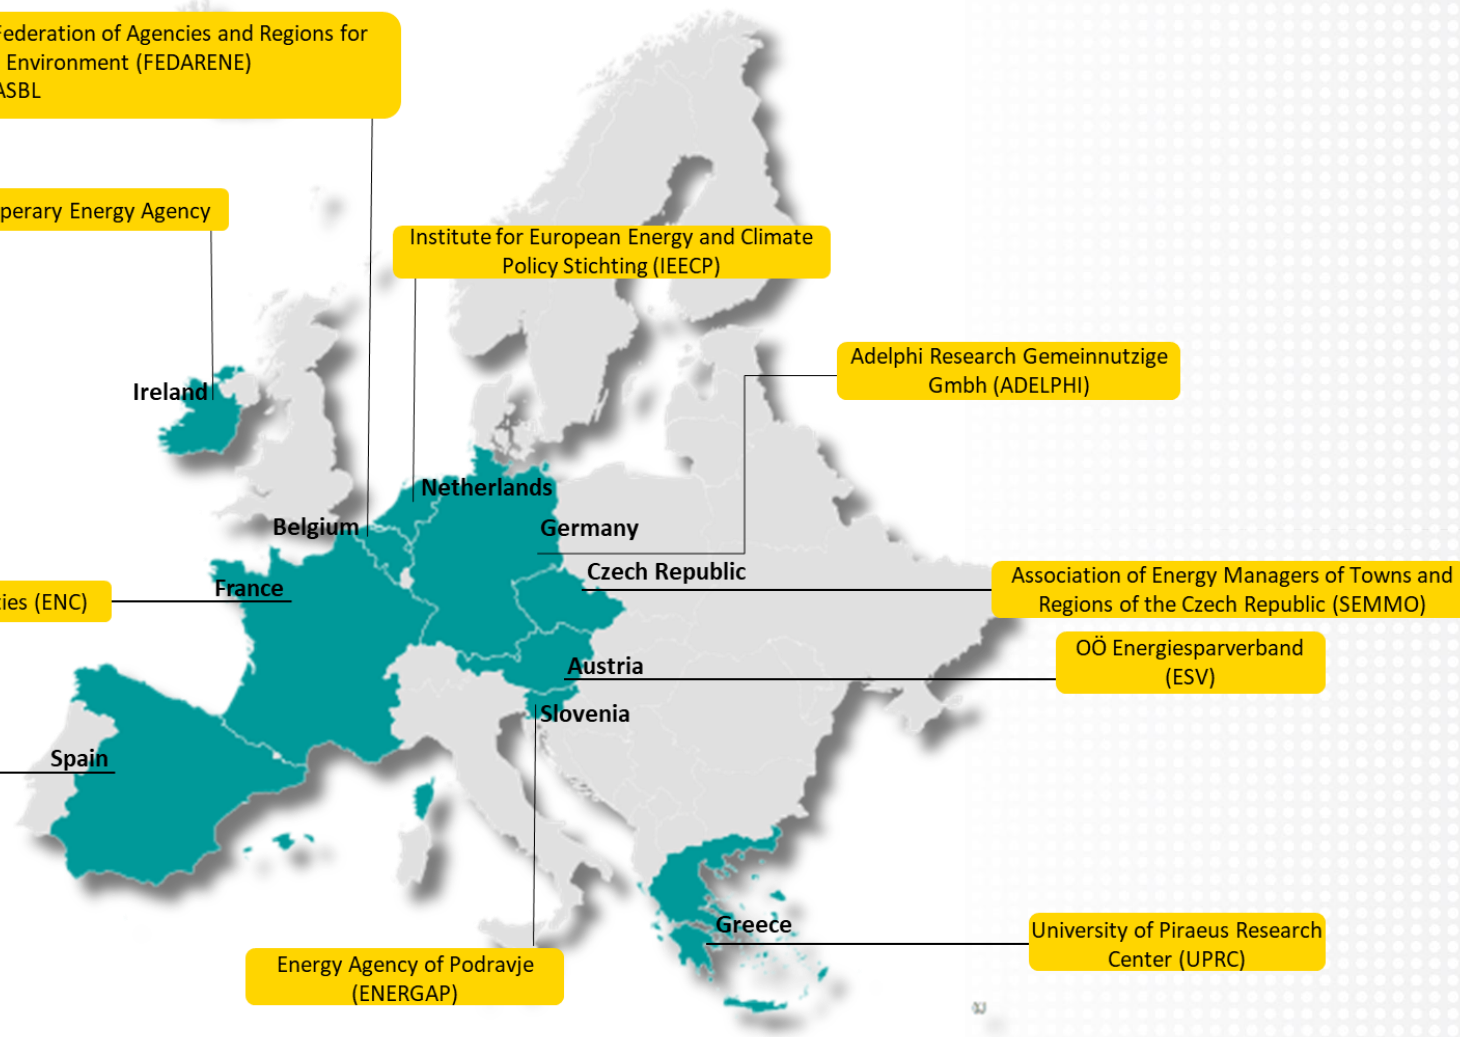 Federation of Agencies and Regions for
Environment (FEDARENE)
ASBL
perary Energy Agency
Institute for European Energy and Climate
Policy Stichting (IEECP)
Adelphi Research Gemeinnutzige
Gmbh (ADELPHI)
Ireland
Netherlands
Belgium
Germany
Czech Republic
Association of Energy Managers of Towns and
Regions of the Czech Republic (SEMMO)
France
ties (ENC)
OÖ Energiesparverband
(ESV)
Austria
Slovenia
Spain
Greece
University of Piraeus Research
Center (UPRC)
Energy Agency of Podravje
(ENERGAP)